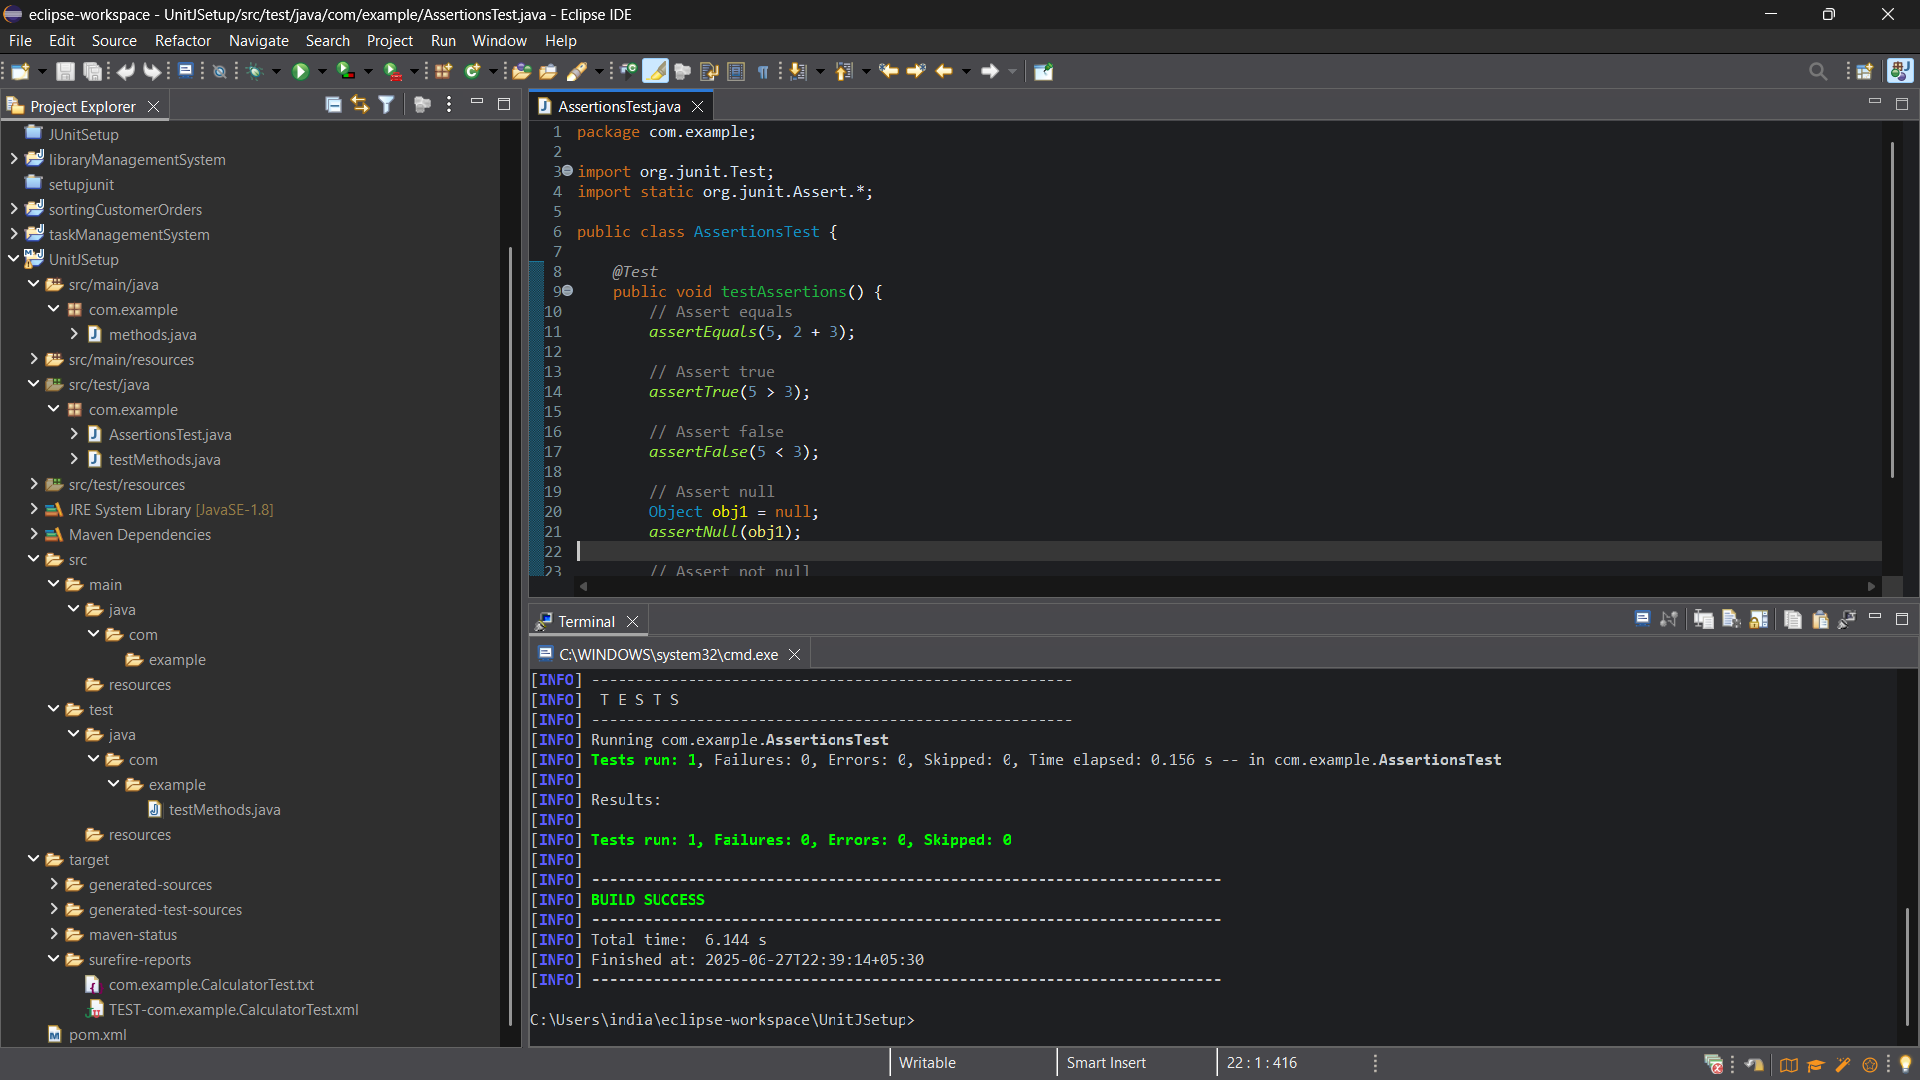 eclipse-workspace - UnitJSetup/src/test/java/com/example/AssertionsTest.java - Eclipse IDE
File Edit Source Refactor Navigate Search Project Run Window Help
Project Explorer
JUnitSetup
libraryManagementSystem
setupjunit
sortingCustomerOrders
taskManagementSystem
UnitJSetup
src/main/java
com.example
methods.java
src/main/resources
src/test/java
com.example
AssertionsTest.java
testMethods.java
src/test/resources
JRE System Library [JavaSE-1.8]
Maven Dependencies
src
main
java
com
example
resources
test
java
com
example
testMethods.java
resources
target
generated-sources
generated-test-sources
maven-status
surefire-reports
com.example.CalculatorTest.txt
TEST-com.example.CalculatorTest.xml
pom.xml
AssertionsTest.java
1 package com.example;
2
3 import org.junit.Test;
4 import static org.junit.Assert.*;
5
6 public class AssertionsTest {
7
8 @Test
9 public void testAssertions() {
10 // Assert equals
11 assertEquals(5, 2 + 3);
12
13 // Assert true
14 assertTrue(5 > 3);
15
16 // Assert false
17 assertFalse(5 < 3);
18
19 // Assert null
20 Object obj1 = null;
21 assertNull(obj1);
22
23 // Assert not null
Terminal
C:\WINDOWS\system32\cmd.exe
[INFO] -------------------------------------------------------
[INFO]  T E S T S
[INFO] -------------------------------------------------------
[INFO] Running com.example.AssertionsTest
[INFO] Tests run: 1, Failures: 0, Errors: 0, Skipped: 0, Time elapsed: 0.156 s -- in com.example.AssertionsTest
[INFO]
[INFO] Results:
[INFO]
[INFO] Tests run: 1, Failures: 0, Errors: 0, Skipped: 0
[INFO]
[INFO] ------------------------------------------------------------------------
[INFO] BUILD SUCCESS
[INFO] ------------------------------------------------------------------------
[INFO] Total time:  6.144 s
[INFO] Finished at: 2025-06-27T22:39:14+05:30
[INFO] ------------------------------------------------------------------------
C:\Users\india\eclipse-workspace\UnitJSetup>
Writable Smart Insert 22 : 1 : 416